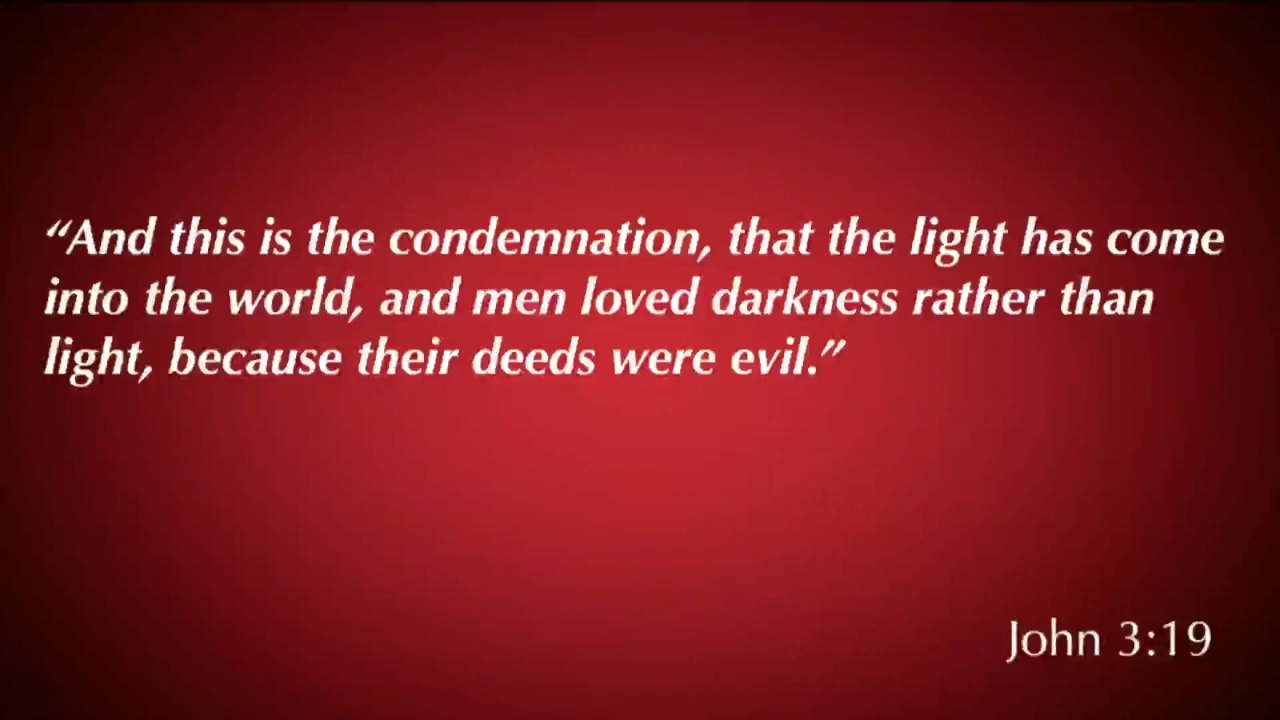 “And this is the condemnation, that the light has come
into the world, and men loved darkness rather than
light, because their deeds were evil.”
John 3:19